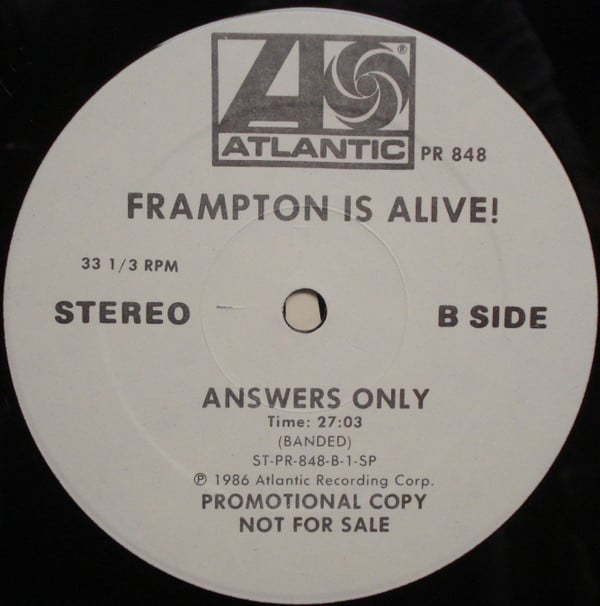 ATLANTIC
®
PR 848
FRAMPTON IS ALIVE!
33 1/3 RPM
STEREO
B SIDE
ANSWERS ONLY
Time: 27:03
(BANDED)
ST-PR-848-B-1-SP
℗ 1986 Atlantic Recording Corp.
PROMOTIONAL COPY
NOT FOR SALE